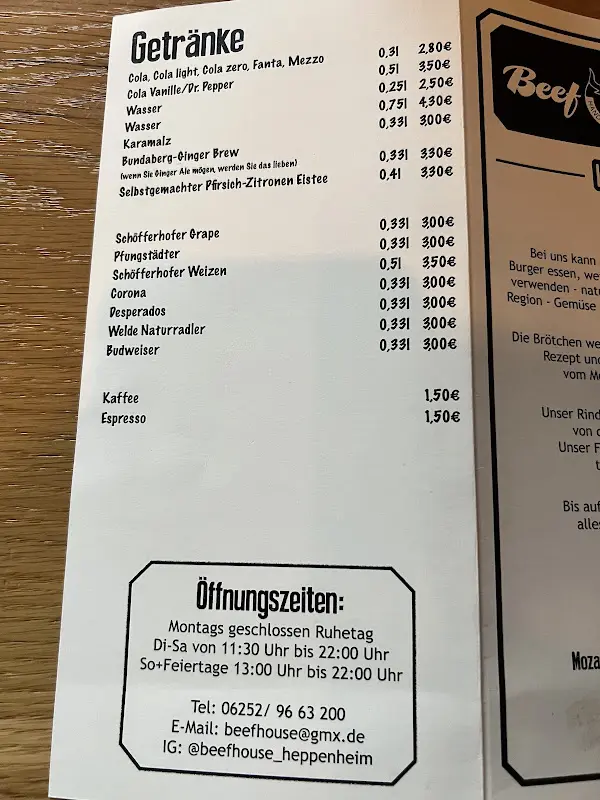 Getränke
Cola, Cola light, Cola zero, Fanta, Mezzo 0,3l 2,80€
Cola Vanille/Dr. Pepper 0,5l 3,50€
Wasser 0,25l 2,50€
Wasser 0,75l 4,30€
Karamalz 0,33l 3,00€
Bundaberg-Ginger Brew 0,33l 3,30€
(wenn Sie Ginger Ale mögen, werden Sie das lieben)
Selbstgemachter Pfirsich-Zitronen Eistee 0,4l 3,30€
Schöfferhofer Grape 0,33l 3,00€
Pfungstädter 0,33l 3,00€
Schöfferhofer Weizen 0,5l 3,50€
Corona 0,33l 3,00€
Desperados 0,33l 3,00€
Welde Naturradler 0,33l 3,00€
Budweiser 0,33l 3,00€
Kaffee 1,50€
Espresso 1,50€
Öffnungszeiten:
Montags geschlossen Ruhetag
Di-Sa von 11:30 Uhr bis 22:00 Uhr
So+Feiertage 13:00 Uhr bis 22:00 Uhr
Tel: 06252/ 96 63 200
E-Mail: beefhouse@gmx.de
IG: @beefhouse_heppenheim
Beef
Bei uns kann
Burger essen, we
verwenden - natu
Region - Gemüse
Die Brötchen we
Rezept und
vom M
Unser Rind
von
Unser F
Bis auf
alle
Moza